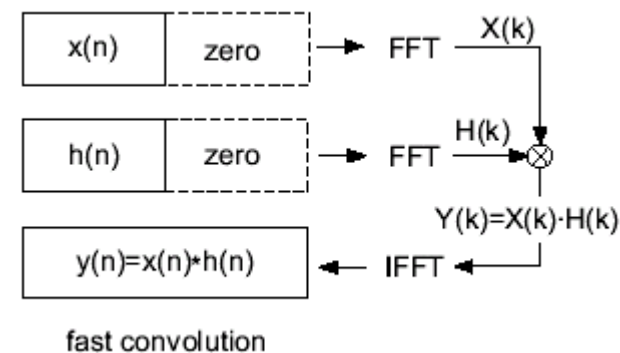 x(n) zero FFT X(k)
h(n) zero FFT H(k)
Y(k)=X(k)·H(k)
y(n)=x(n)*h(n) IFFT
fast convolution